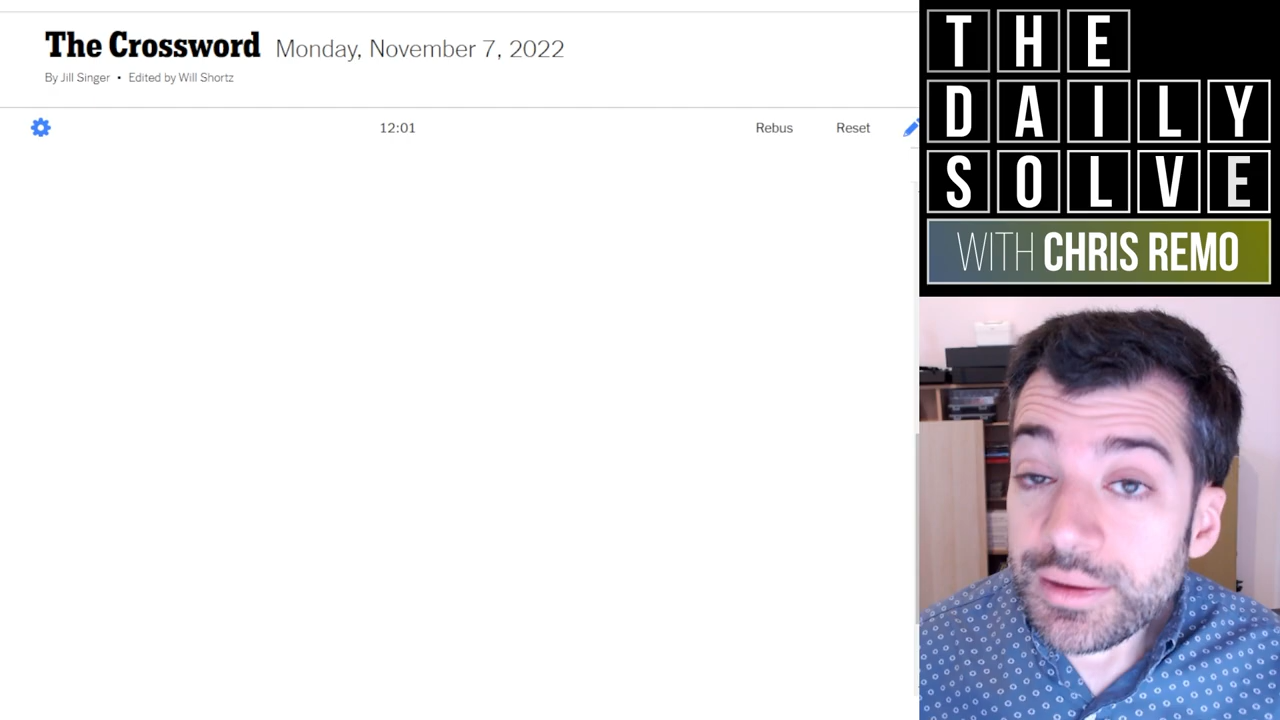 The Crossword Monday, November 7, 2022
By Jill Singer • Edited by Will Shortz
12:01 Rebus Reset
THE
DAILY
SOLVE
WITH CHRIS REMO